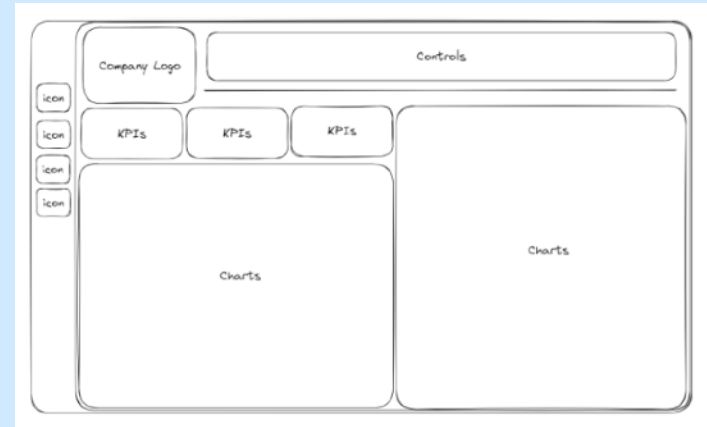 Company Logo
Controls
icon
icon
icon
icon
KPIs
KPIs
KPIs
Charts
Charts